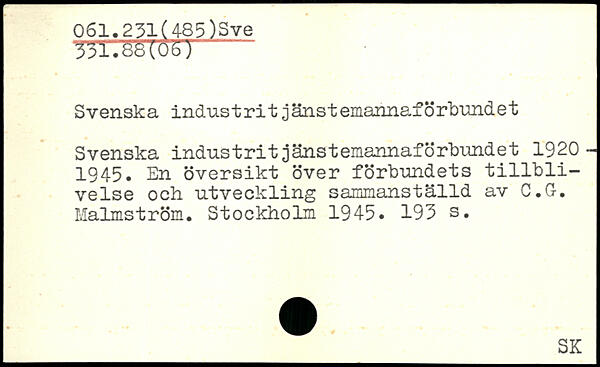 061.231(485)Sve
331.88(06)
Svenska industritjänstemannaförbundet
Svenska industritjänstemannaförbundet 1920-
1945. En översikt över förbundets tillbli-
velse och utveckling sammanställd av C.G.
Malmström. Stockholm 1945. 193 s.
SK